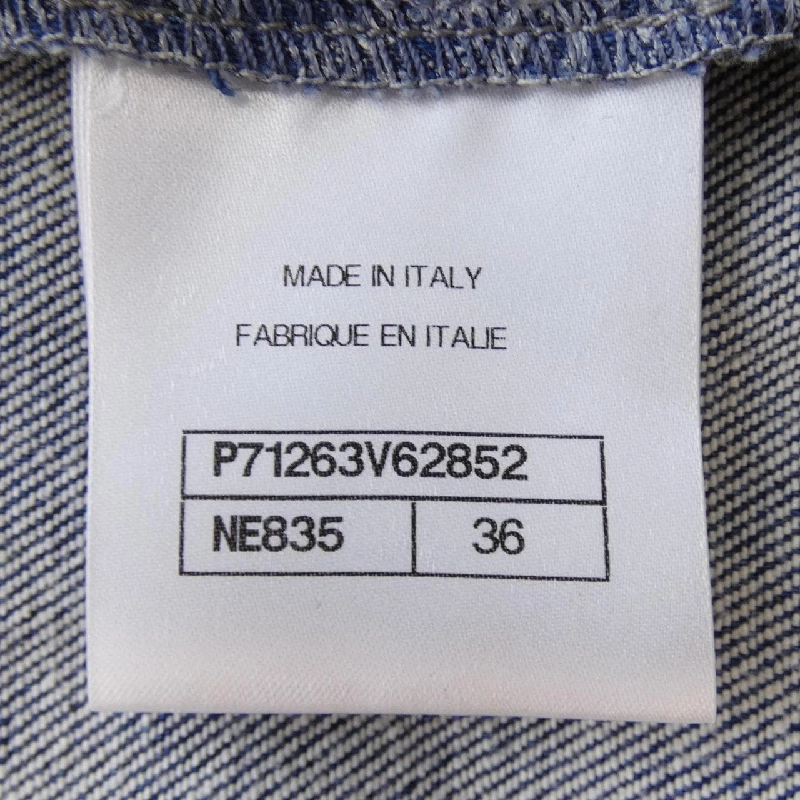 MADE IN ITALY
FABRIQUE EN ITALIE
P71263V62852
NE835 36